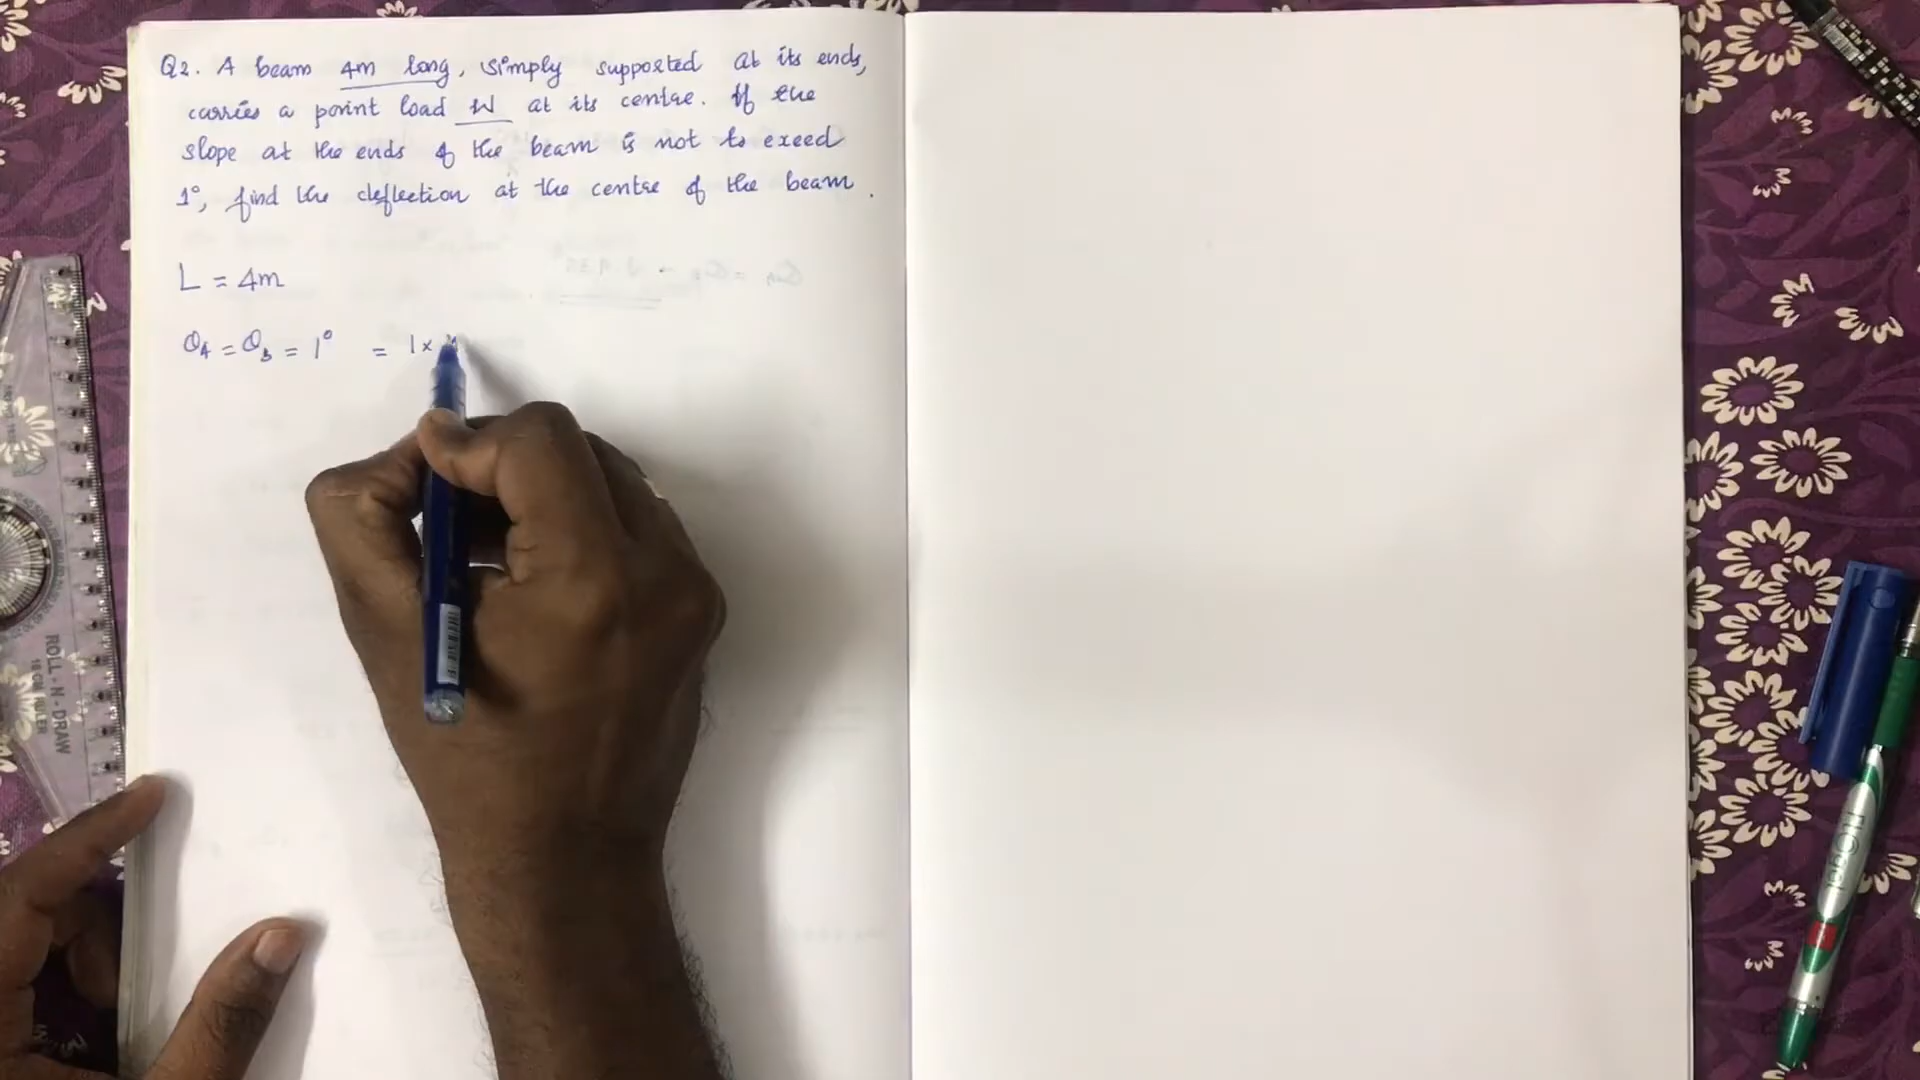 Q2. A beam 4m long, simply supported at its ends,
carries a point load W at its centre. If the
slope at the ends of the beam is not to exeed
1°, find the deflection at the centre of the beam.
L = 4m
θA = θB = 1° = 1 ×
ROLL-N-DRAW